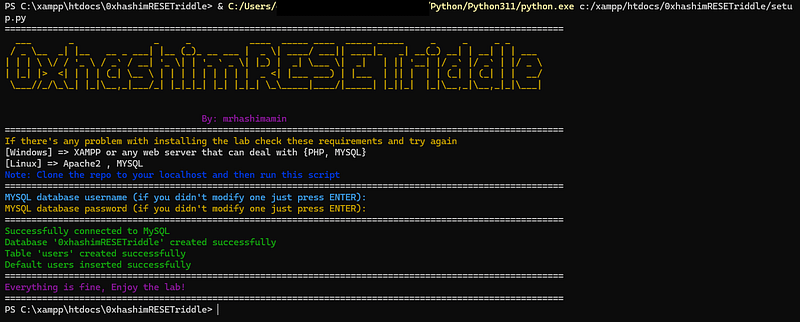 PS C:\xampp\htdocs\0xhashimRESETriddle> & C:/Users/ /Python/Python311/python.exe c:/xampp/htdocs/0xhashimRESETriddle/setu
p.py
0xhashimRESETriddle
By: mrhashimamin
If there's any problem with installing the lab check these requirements and try again
[Windows] => XAMPP or any web server that can deal with {PHP, MYSQL}
[Linux] => Apache2 , MYSQL
Note: Clone the repo to your localhost and then run this script
MYSQL database username (if you didn't modify one just press ENTER):
MYSQL database password (if you didn't modify one just press ENTER):
Successfully connected to MySQL
Database '0xhashimRESETriddle' created successfully
Table 'users' created successfully
Default users inserted successfully
Everything is fine, Enjoy the lab!
PS C:\xampp\htdocs\0xhashimRESETriddle>